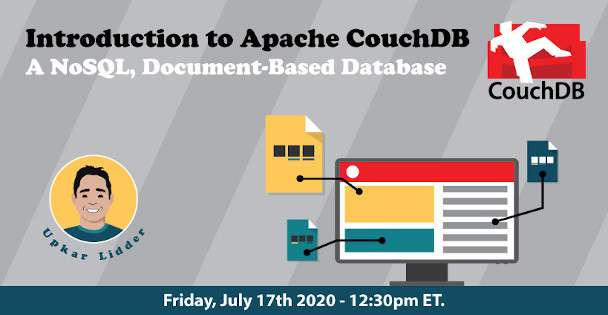 Introduction to Apache CouchDB
A NoSQL, Document-Based Database
CouchDB
Upkar Lidder
Friday, July 17th 2020 - 12:30pm ET.